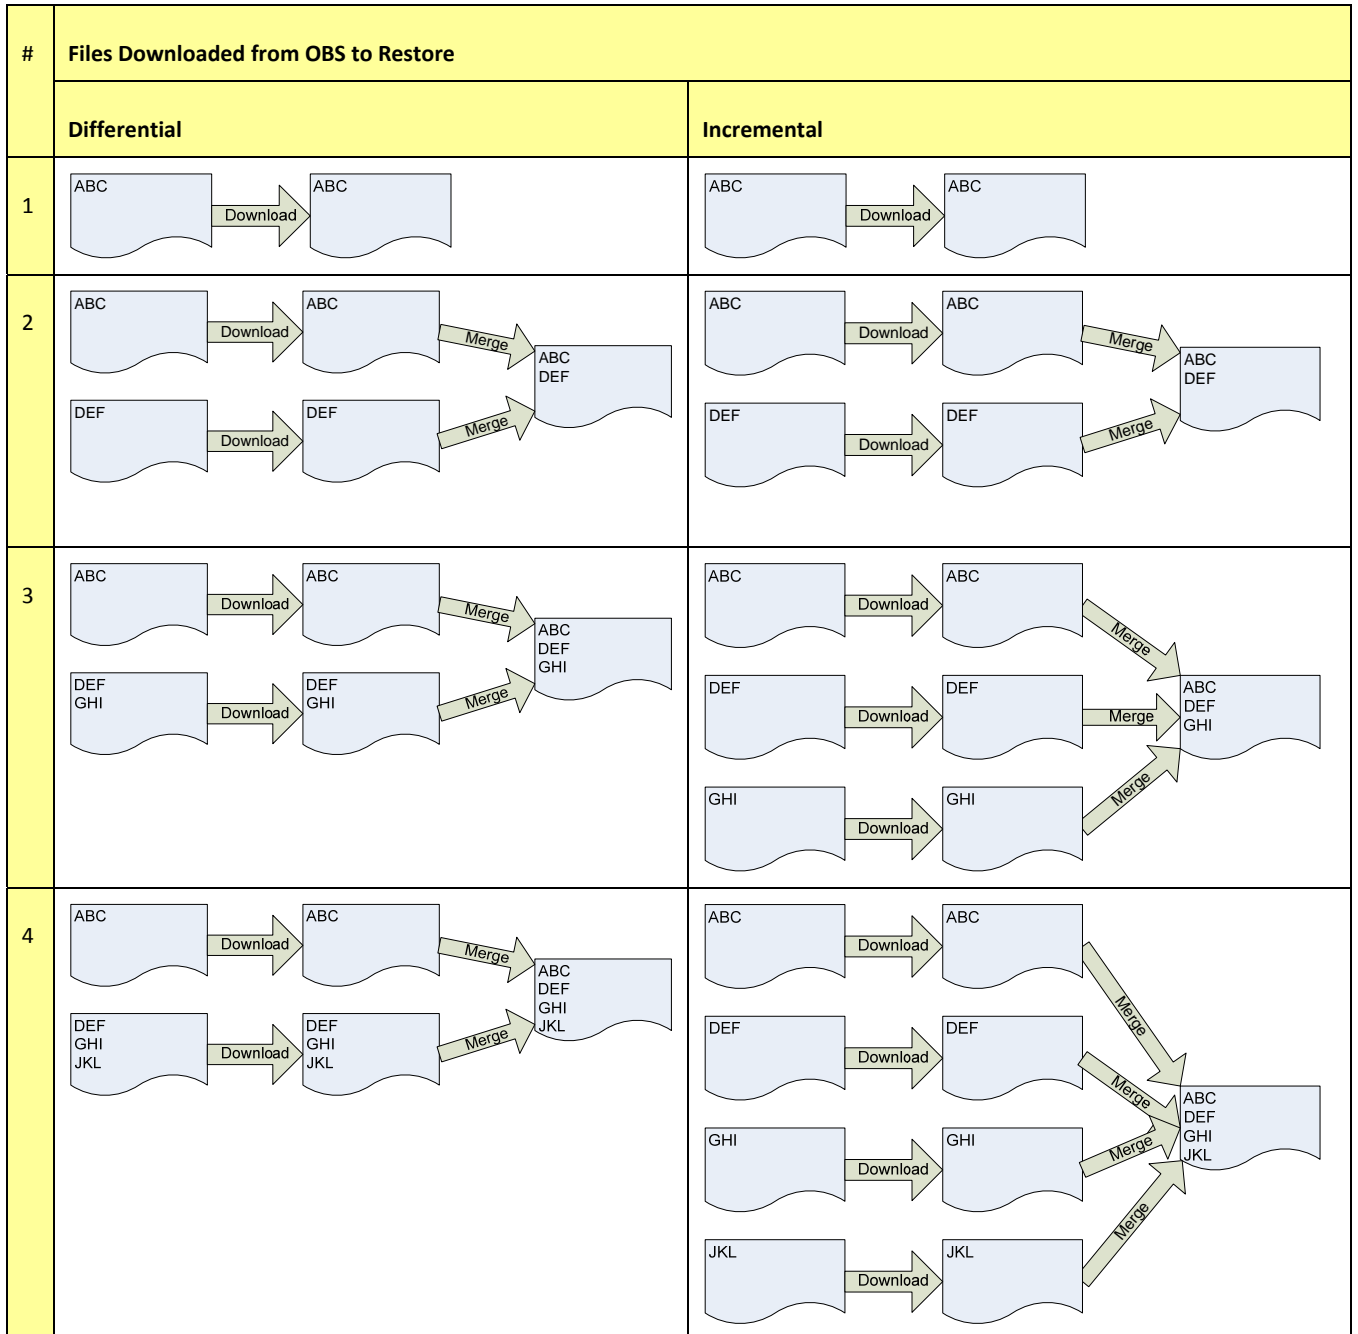 #
Files Downloaded from OBS to Restore
Differential
Incremental
1
ABC
Download
ABC
ABC
Download
ABC
2
ABC
Download
ABC
Merge
DEF
Download
DEF
Merge
ABC
DEF
ABC
Download
ABC
Merge
DEF
Download
DEF
Merge
ABC
DEF
3
ABC
Download
ABC
Merge
DEF
GHI
Download
DEF
GHI
Merge
ABC
DEF
GHI
ABC
Download
ABC
Merge
DEF
Download
DEF
Merge
GHI
Download
GHI
Merge
ABC
DEF
GHI
4
ABC
Download
ABC
Merge
DEF
GHI
JKL
Download
DEF
GHI
JKL
Merge
ABC
DEF
GHI
JKL
ABC
Download
ABC
Merge
DEF
Download
DEF
Merge
GHI
Download
GHI
Merge
JKL
Download
JKL
Merge
ABC
DEF
GHI
JKL